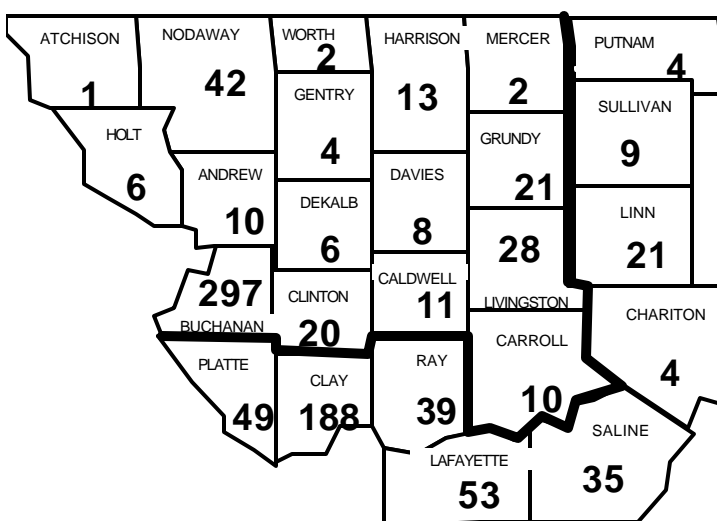 ATCHISON
1
NODAWAY
42
WORTH
2
HARRISON
13
MERCER
2
PUTNAM
4
GENTRY
4
SULLIVAN
9
HOLT
6
GRUNDY
21
ANDREW
10
DAVIES
8
DEKALB
6
LINN
21
28
LIVINGSTON
297
BUCHANAN
CLINTON
20
CALDWELL
11
CHARITON
4
CARROLL
10
PLATTE
49
CLAY
188
RAY
39
SALINE
35
LAFAYETTE
53